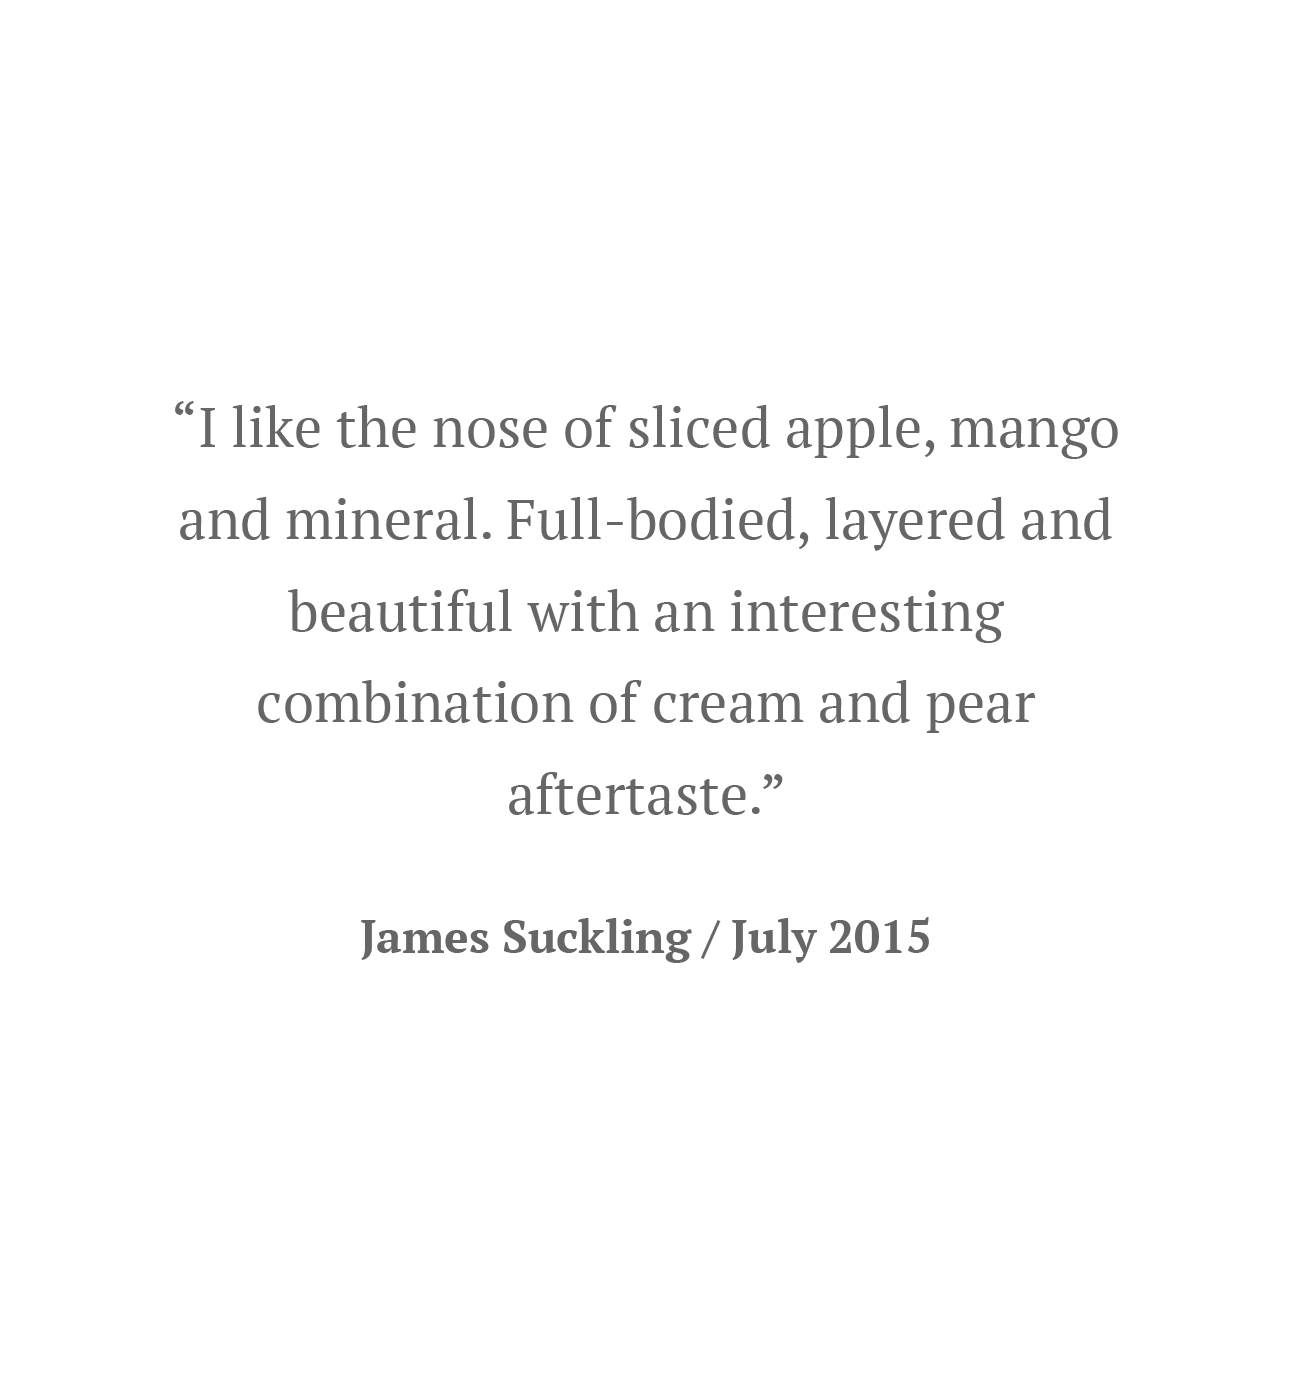 “I like the nose of sliced apple, mango
and mineral. Full-bodied, layered and
beautiful with an interesting
combination of cream and pear
aftertaste.”
James Suckling / July 2015